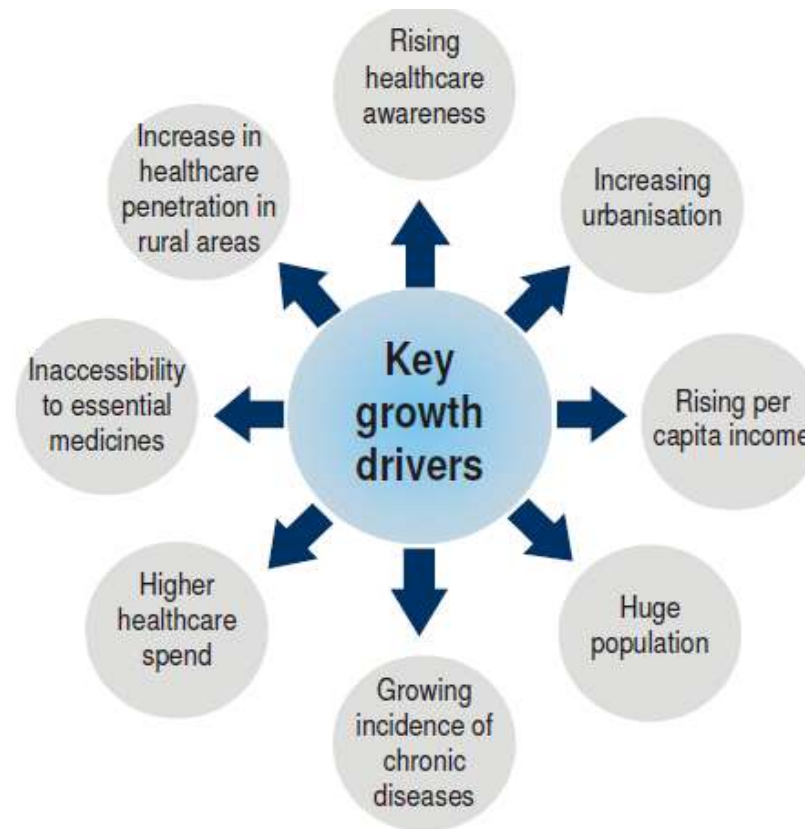 Rising
healthcare
awareness
Increasing
urbanisation
Rising per
capita income
Huge
population
Growing
incidence of
chronic
diseases
Higher
healthcare
spend
Inaccessibility
to essential
medicines
Increase in
healthcare
penetration in
rural areas
Key
growth
drivers